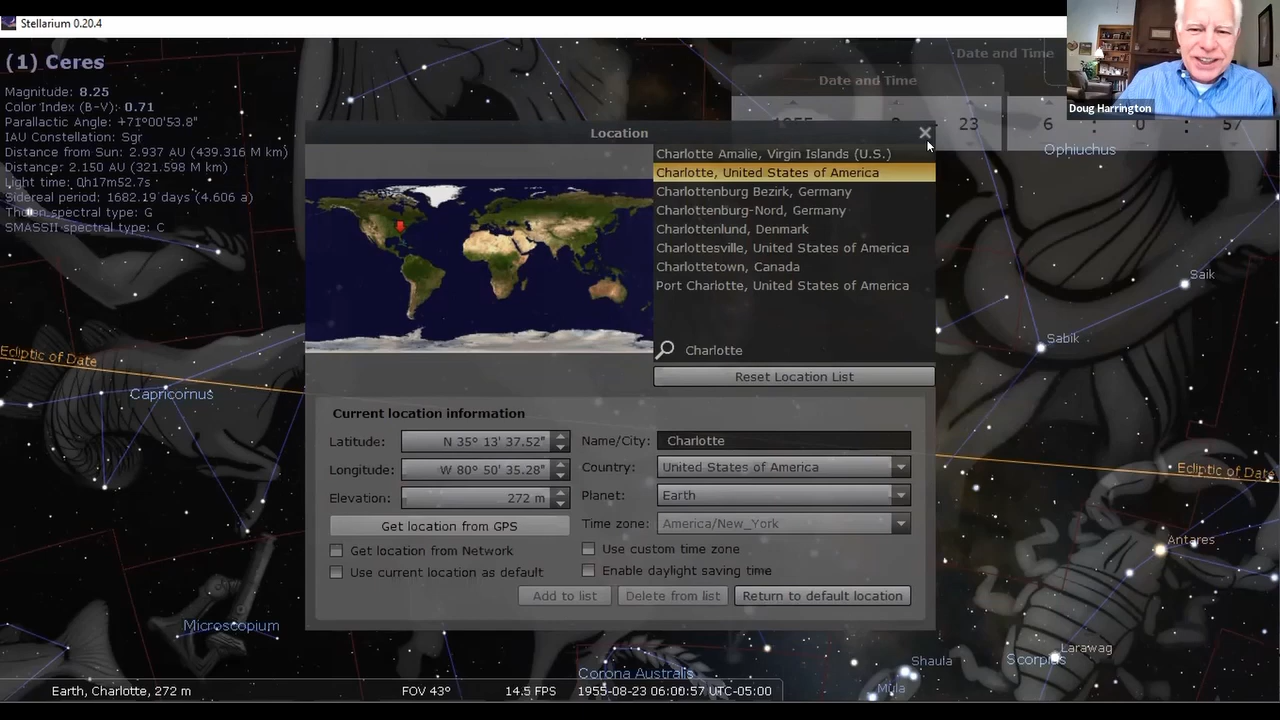 Stellarium 0.20.4
(1) Ceres
Magnitude: 8.25
Color Index (B-V): 0.71
Parallactic Angle: +71°00'53.8"
IAU Constellation: Sgr
Distance from Sun: 2.937 AU (439.316 M km)
Distance: 2.150 AU (321.598 M km)
Light time: 0h17m52.7s
Sidereal period: 1682.19 days (4.606 a)
Tholen spectral type: G
SMASSII spectral type: C
Date and Time
Date and Time
23 6 : 0 : 57
Doug Harrington
Location
Charlotte Amalie, Virgin Islands (U.S.)
Charlotte, United States of America
Charlottenburg Bezirk, Germany
Charlottenburg-Nord, Germany
Charlottenlund, Denmark
Charlottesville, United States of America
Charlottetown, Canada
Port Charlotte, United States of America
Charlotte
Reset Location List
Current location information
Latitude: N 35° 13' 37.52"
Longitude: W 80° 50' 35.28"
Elevation: 272 m
Get location from GPS
Get location from Network
Use current location as default
Name/City: Charlotte
Country: United States of America
Planet: Earth
Time zone: America/New_York
Use custom time zone
Enable daylight saving time
Add to list
Delete from list
Return to default location
Ophiuchus
Saik
Sabik
Ecliptic of Date
Capricornus
Ecliptic of Date
Antares
Microscopium
Larawag
Scorpius
Shaula
Corona Australis
Mula
Earth, Charlotte, 272 m
FOV 43°
14.5 FPS
1955-08-23 06:00:57 UTC-05:00